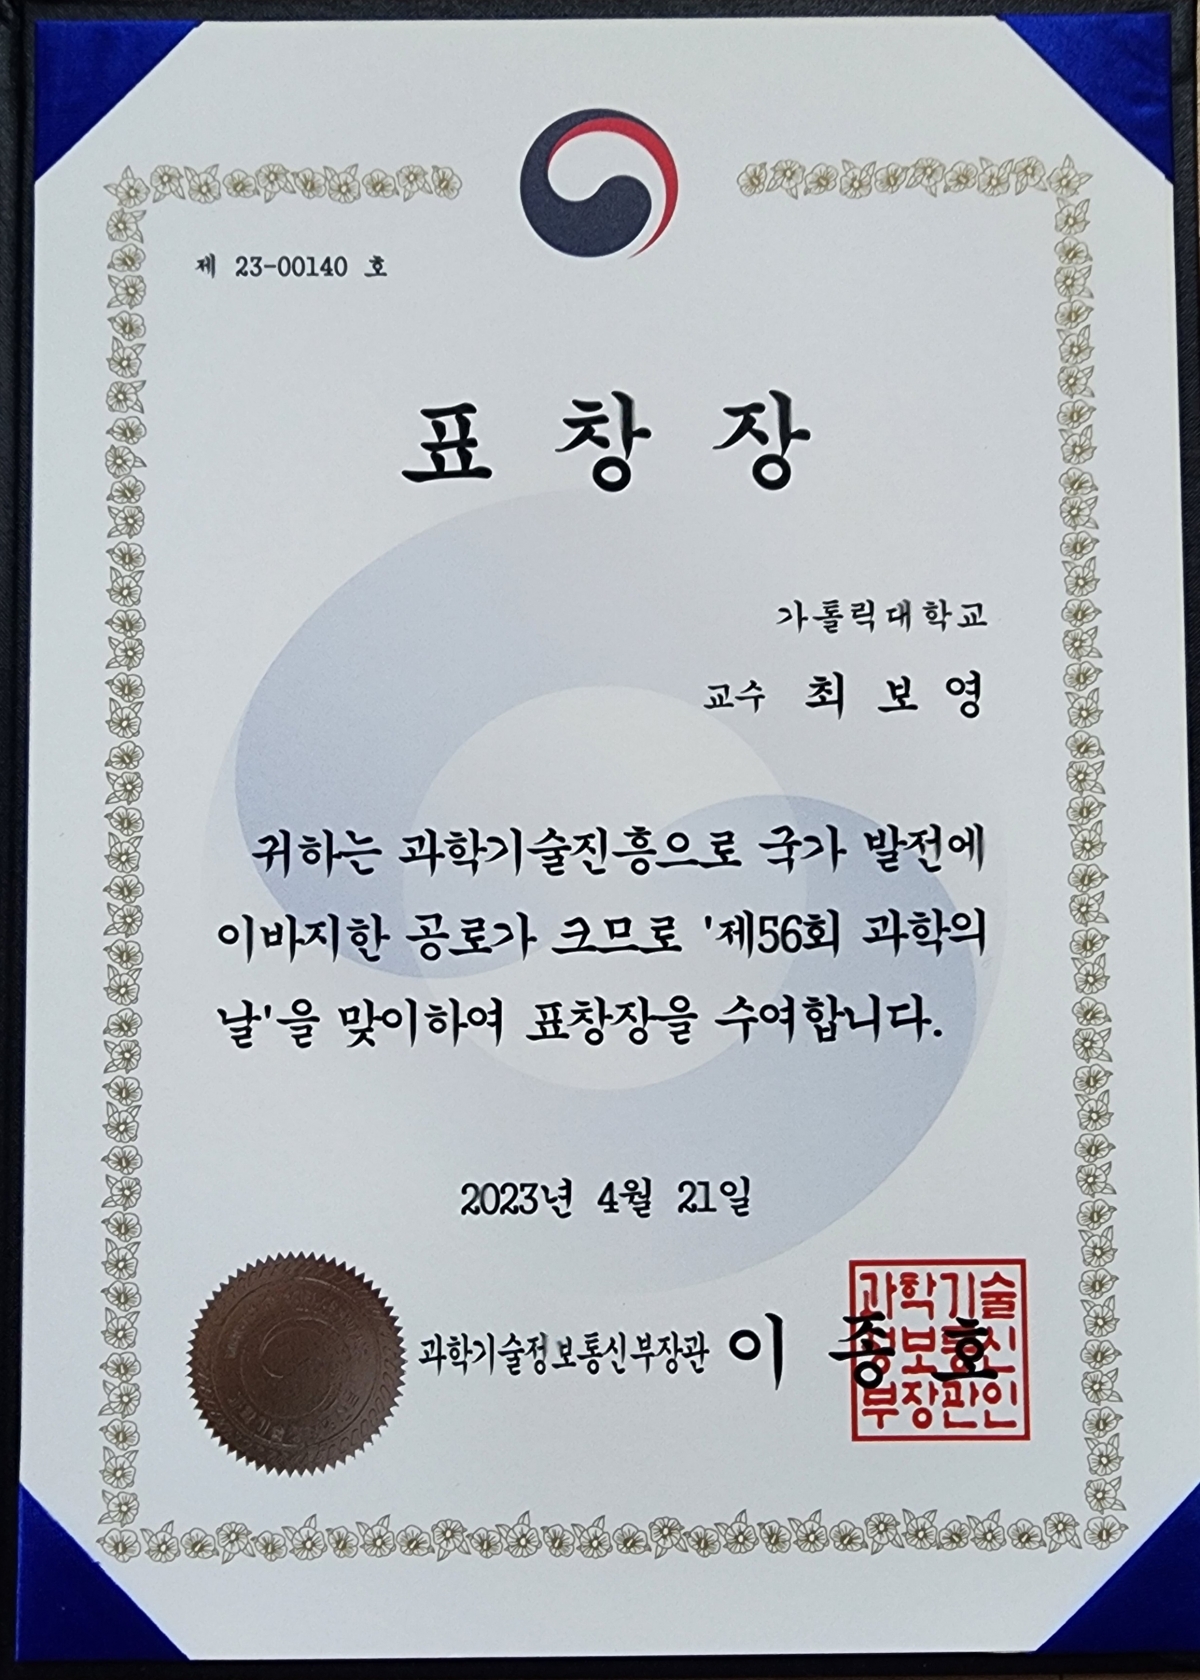 제 23-00140 호
표 창 장
가톨릭대학교
교수 최 보 영
귀하는 과학기술진흥으로 국가 발전에
이바지한 공로가 크므로 '제56회 과학의
날'을 맞이하여 표창장을 수여합니다.
2023년 4월 21일
과학기술정보통신부장관 이 종 호
과학기술
정보통신
부장관인